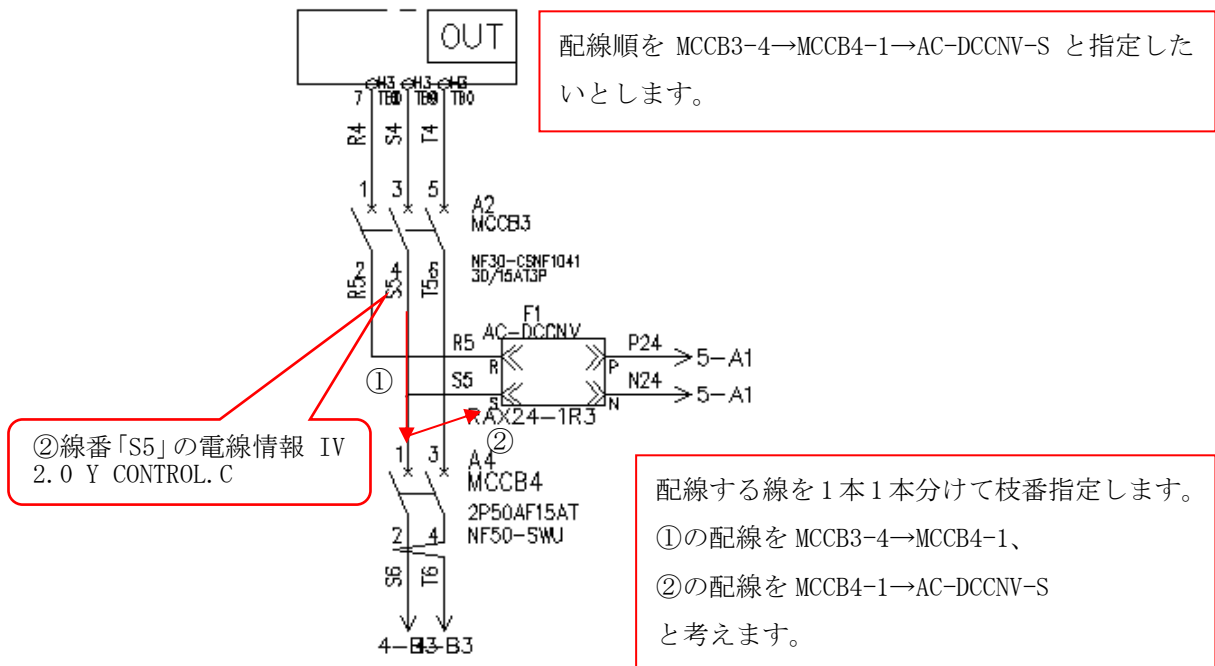 OUT
配線順を MCCB3-4→MCCB4-1→AC-DCCNV-S と指定した
いとします。
7
R4
S4
T4
1 3 5
A2
MCCB3
NF30-CSNF1041
3D/15AT3P
2 4 6
R5
S5
T5
F1
AC-DCCNV
R5
R
P
P24
5-A1
S5
S
N
N24
5-A1
RAX24-1R3
①
②
②線番「S5」の電線情報 IV
2.0 Y CONTROL.C
1 3
A4
MCCB4
2P50AF15AT
NF50-SWU
2 4
S6
T6
配線する線を1本1本分けて枝番指定します。
①の配線を MCCB3-4→MCCB4-1、
②の配線を MCCB4-1→AC-DCCNV-S
と考えます。